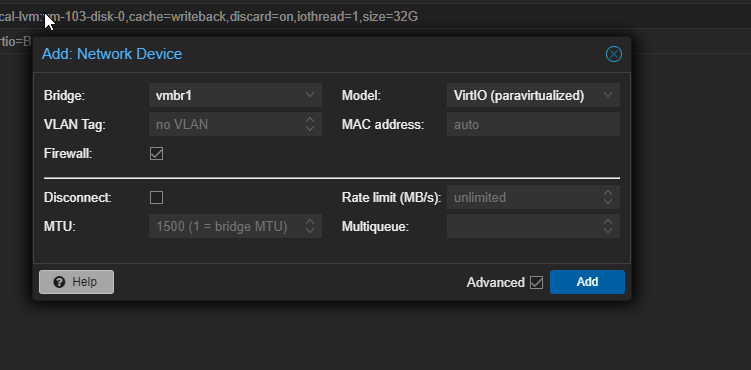 cal-lvm:vm-103-disk-0,cache=writeback,discard=on,iothread=1,size=32G
rtio=B
Add: Network Device
Bridge: vmbr1 Model: VirtIO (paravirtualized)
VLAN Tag: no VLAN MAC address: auto
Firewall:
Disconnect: Rate limit (MB/s): unlimited
MTU: 1500 (1 = bridge MTU) Multiqueue:
Help Advanced Add